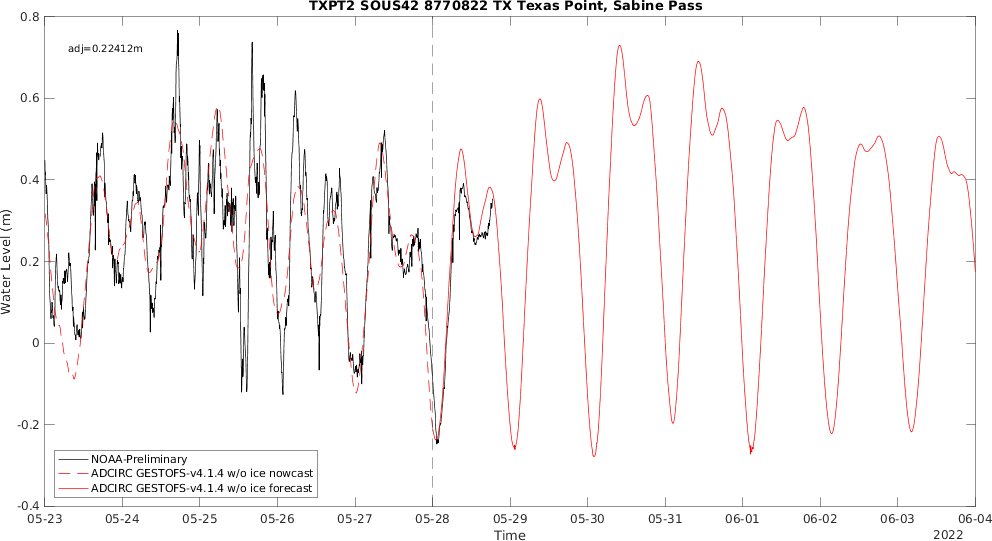 TXPT2 SOUS42 8770822 TX Texas Point, Sabine Pass
adj=0.22412m
0.8
0.6
0.4
0.2
0
-0.2
-0.4
Water Level (m)
NOAA-Preliminary
ADCIRC GESTOFS-v4.1.4 w/o ice nowcast
ADCIRC GESTOFS-v4.1.4 w/o ice forecast
05-23 05-24 05-25 05-26 05-27 05-28 05-29 05-30 05-31 06-01 06-02 06-03 06-04
Time
2022